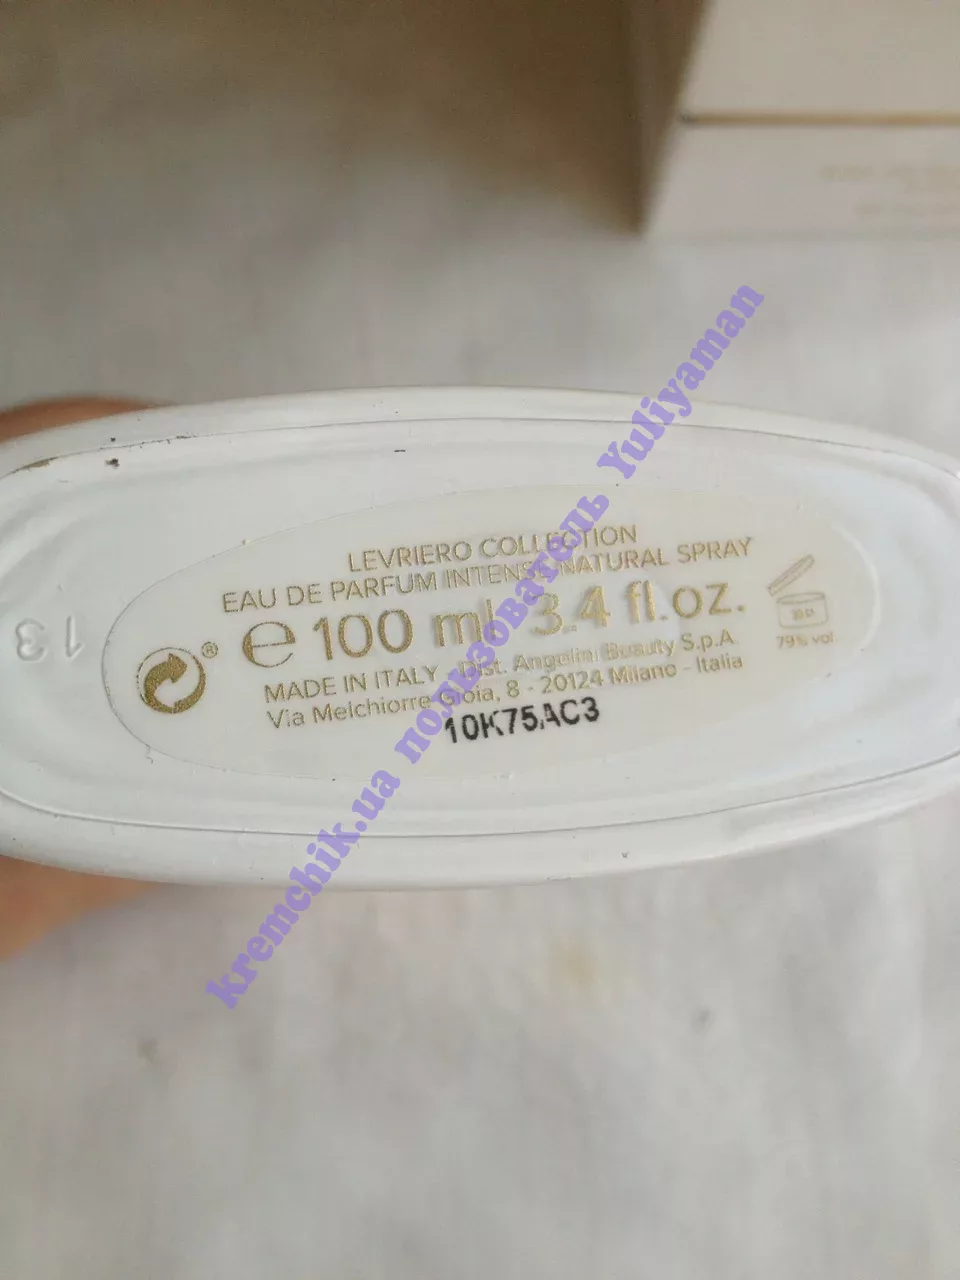 LEVRIERO COLLECTION
EAU DE PARFUM INTENSE NATURAL SPRAY
℮ 100 ml 3.4 fl.oz.
79% vol.
MADE IN ITALY - Dist. Angelini Beauty S.p.A.
Via Melchiorre Gioia, 8 - 20124 Milano - Italia
10K75AC3
13
kremchik.ua пользователь Yuliyaman